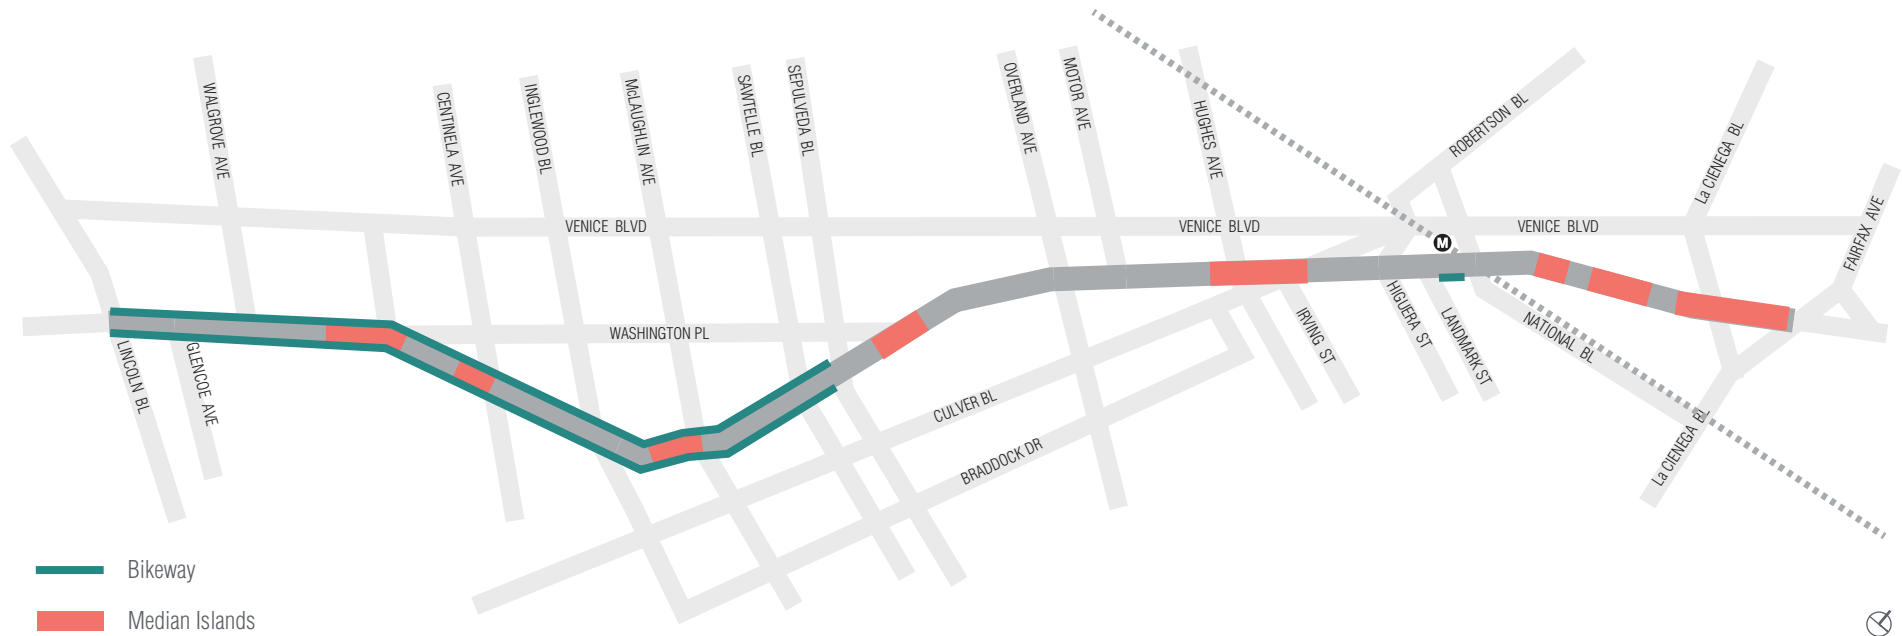 WALGROVE AVE
CENTINELA AVE
INGLEWOOD BL
McLAUGHLIN AVE
SAWTELLE BL
SEPULVEDA BL
OVERLAND AVE
MOTOR AVE
HUGHES AVE
ROBERTSON BL
La CIENEGA BL
FAIRFAX AVE
VENICE BLVD
VENICE BLVD
VENICE BLVD
M
WASHINGTON PL
LINCOLN BL
GLENCOE AVE
CULVER BL
BRADDOCK DR
IRVING ST
HIGUERA ST
LANDMARK ST
NATIONAL BL
La CIENEGA BL
Bikeway
Median Islands